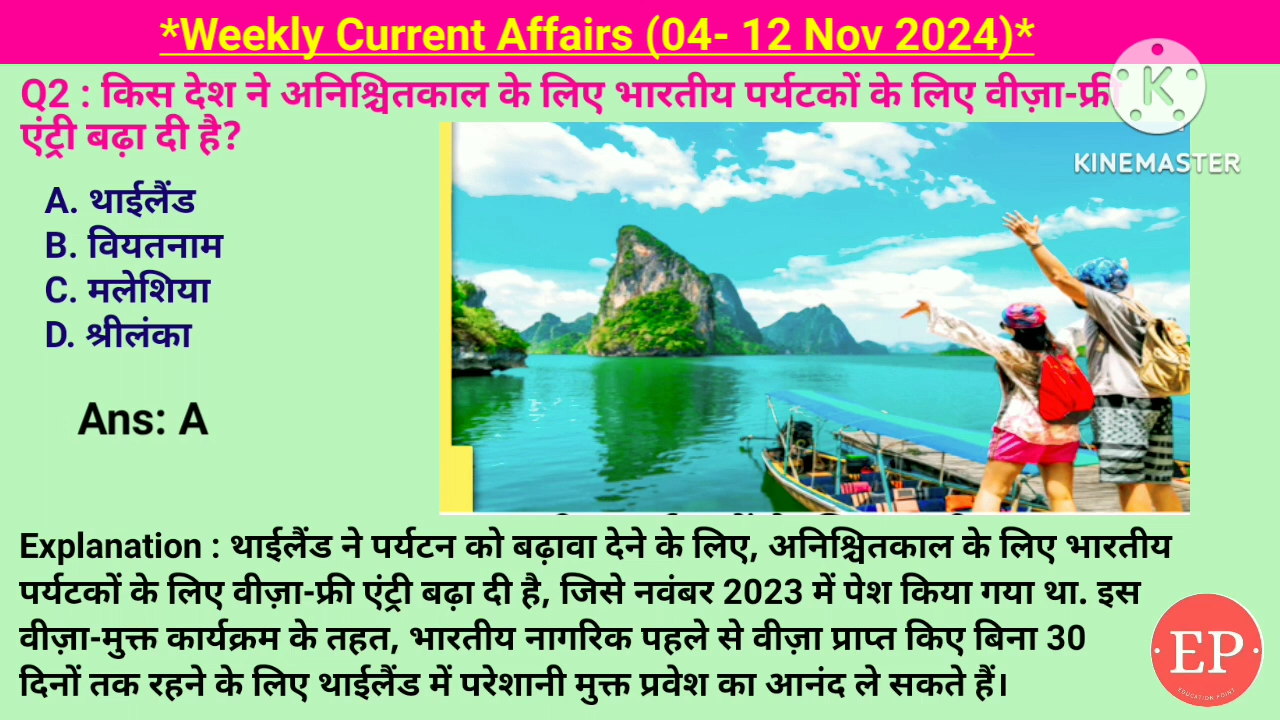 *Weekly Current Affairs (04- 12 Nov 2024)*
Q2 : किस देश ने अनिश्चितकाल के लिए भारतीय पर्यटकों के लिए वीज़ा-फ्री
एंट्री बढ़ा दी है?
K
KINEMASTER
A. थाईलैंड
B. वियतनाम
C. मलेशिया
D. श्रीलंका
Ans: A
Explanation : थाईलैंड ने पर्यटन को बढ़ावा देने के लिए, अनिश्चितकाल के लिए भारतीय
पर्यटकों के लिए वीज़ा-फ्री एंट्री बढ़ा दी है, जिसे नवंबर 2023 में पेश किया गया था. इस
वीज़ा-मुक्त कार्यक्रम के तहत, भारतीय नागरिक पहले से वीज़ा प्राप्त किए बिना 30
दिनों तक रहने के लिए थाईलैंड में परेशानी मुक्त प्रवेश का आनंद ले सकते हैं।
EP
EDUCATION POINT